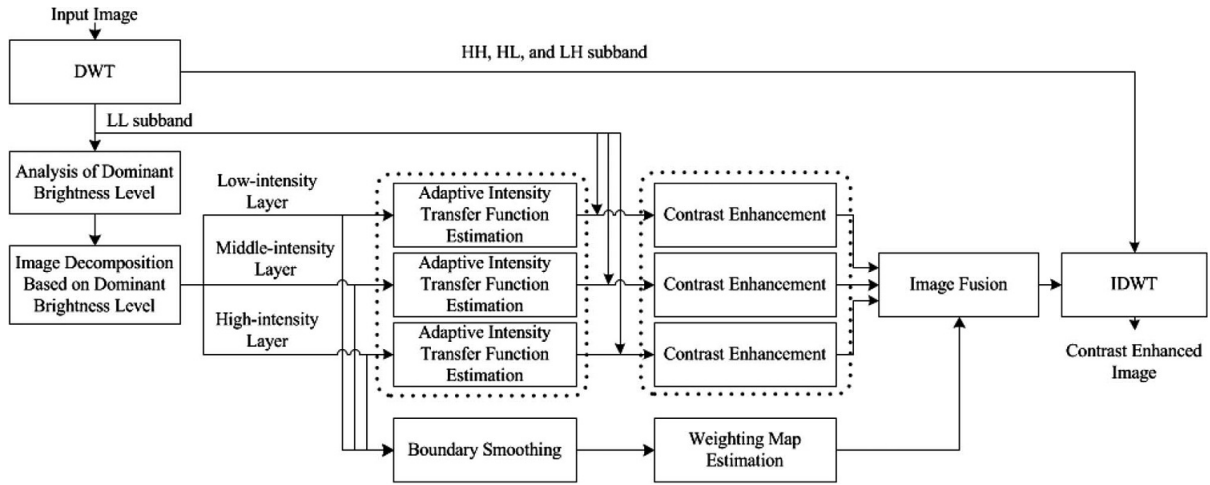 Input Image
DWT
HH, HL, and LH subband
LL subband
Analysis of Dominant
Brightness Level
Image Decomposition
Based on Dominant
Brightness Level
Low-intensity
Layer
Middle-intensity
Layer
High-intensity
Layer
Adaptive Intensity
Transfer Function
Estimation
Adaptive Intensity
Transfer Function
Estimation
Adaptive Intensity
Transfer Function
Estimation
Contrast Enhancement
Contrast Enhancement
Contrast Enhancement
Boundary Smoothing
Weighting Map
Estimation
Image Fusion
IDWT
Contrast Enhanced
Image